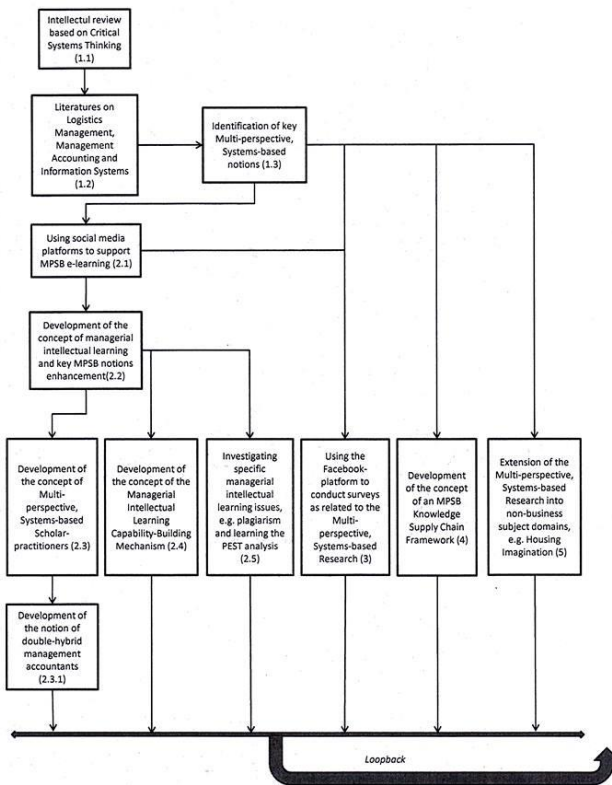 Intellectul review
based on Critical
Systems Thinking
(1.1)
Literatures on
Logistics
Management,
Management
Accounting and
Information Systems
(1.2)
Identification of key
Multi-perspective,
Systems-based
notions (1.3)
Using social media
platforms to support
MPSB e-learning (2.1)
Development of the
concept of managerial
intellectual learning
and key MPSB notions
enhancement(2.2)
Development of
the concept of
Multi-
perspective,
Systems-based
Scholar-
practitioners (2.3)
Development of the
concept of the
Managerial
Intellectual
Learning
Capability-Building
Mechanism (2.4)
Investigating
specific
managerial
intellectual
learning issues,
e.g. plagiarism
and learning the
PEST analysis
(2.5)
Using the
Facebook-
platform to
conduct surveys
as related to the
Multi-
perspective,
Systems-based
Research (3)
Development of
the concept of an
MPSB
Knowledge
Supply Chain
Framework (4)
Extension of the
Multi-perspective,
Systems-based
Research into
non-business
subject domains,
e.g. Housing
Imagination (5)
Development of
the notion of
double-hybrid
management
accountants
(2.3.1)
Loopback